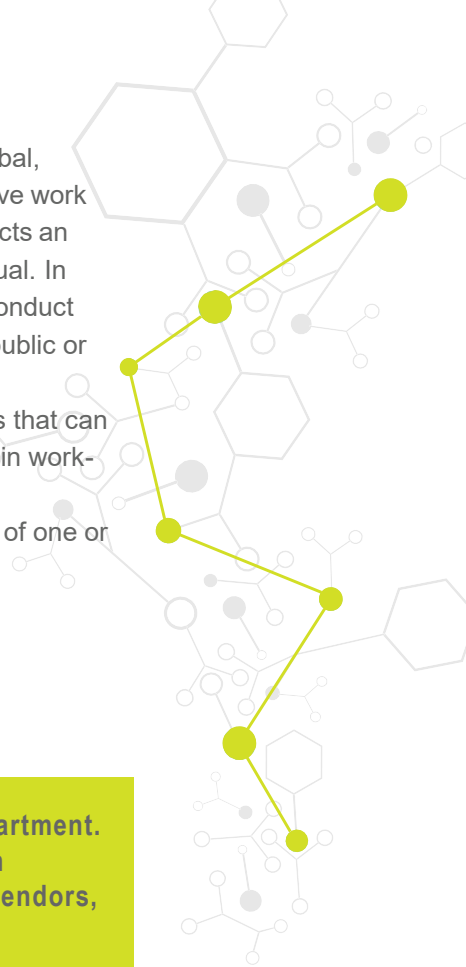 bal,
ve work
cts an
ual. In
onduct
ublic or
s that can
in work-
of one or
artment.
endors,